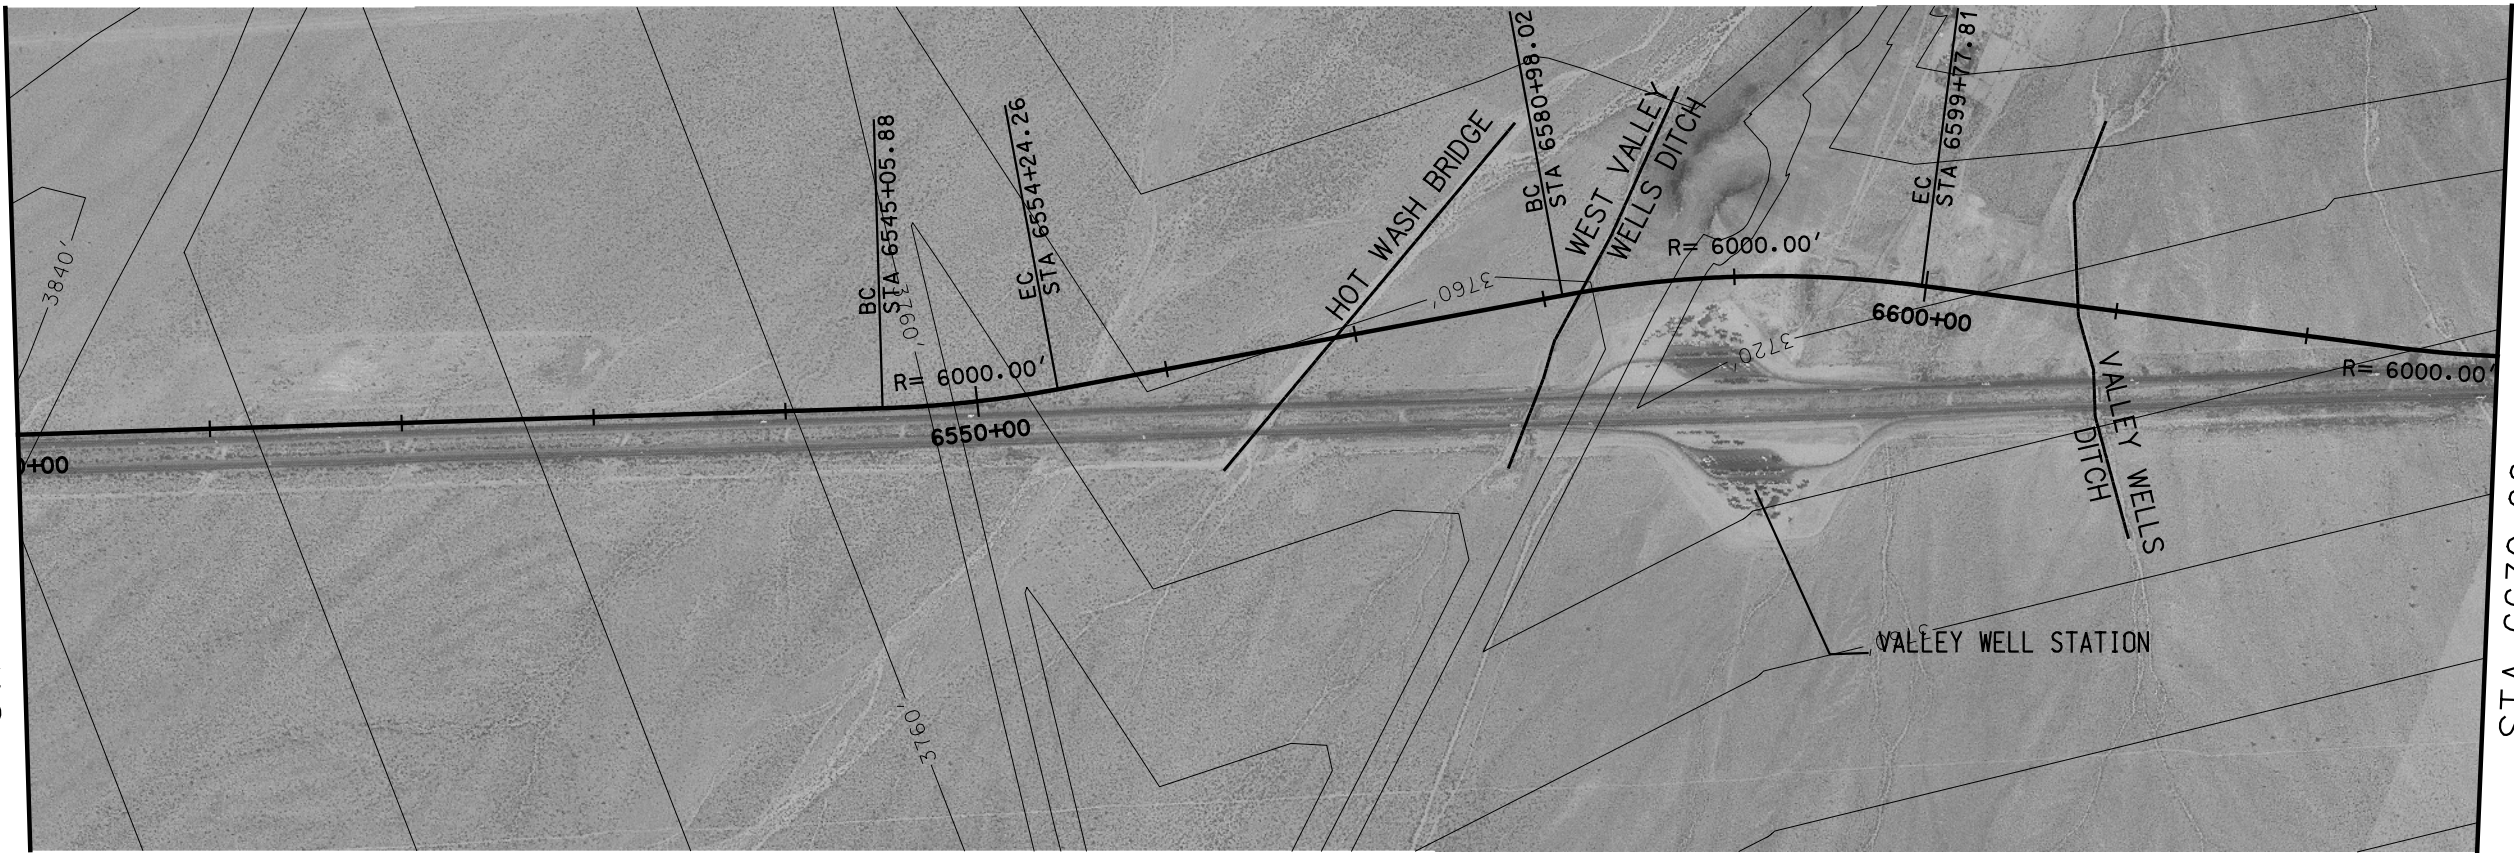 3840'
BC
STA 6545+05.88
3760'
EC
STA 6554+24.26
R= 6000.00'
6550+00
HOT WASH BRIDGE
3760'
BC
STA 6580+98.02
WEST VALLEY
WELLS DITCH
R= 6000.00'
EC
STA 6599+77.81
6600+00
3720'
VALLEY WELLS
DITCH
R= 6000.00'
0+00
3760'
3760'
VALLEY WELL STATION
STA